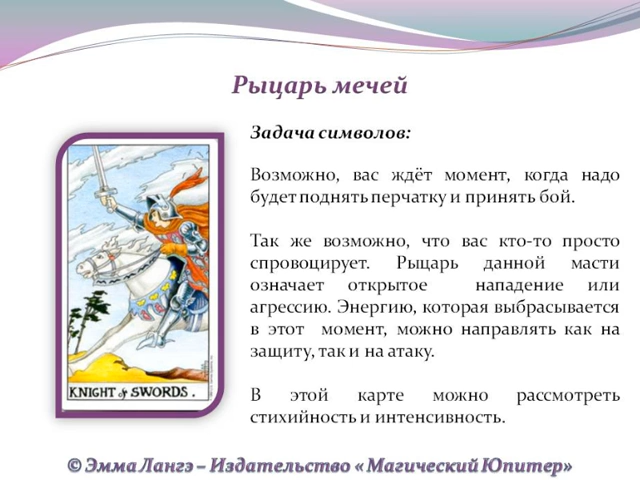 Рыцарь мечей
Задача символов:
Возможно, вас ждёт момент, когда надо
будет поднять перчатку и принять бой.
Так же возможно, что вас кто-то просто
спровоцирует. Рыцарь данной масти
означает открытое нападение или
агрессию. Энергию, которая выбрасывается
в этот момент, можно направлять как на
защиту, так и на атаку.
KNIGHT of SWORDS.
В этой карте можно рассмотреть
стихийность и интенсивность.
© Эмма Лангэ – Издательство « Магический Юпитер»